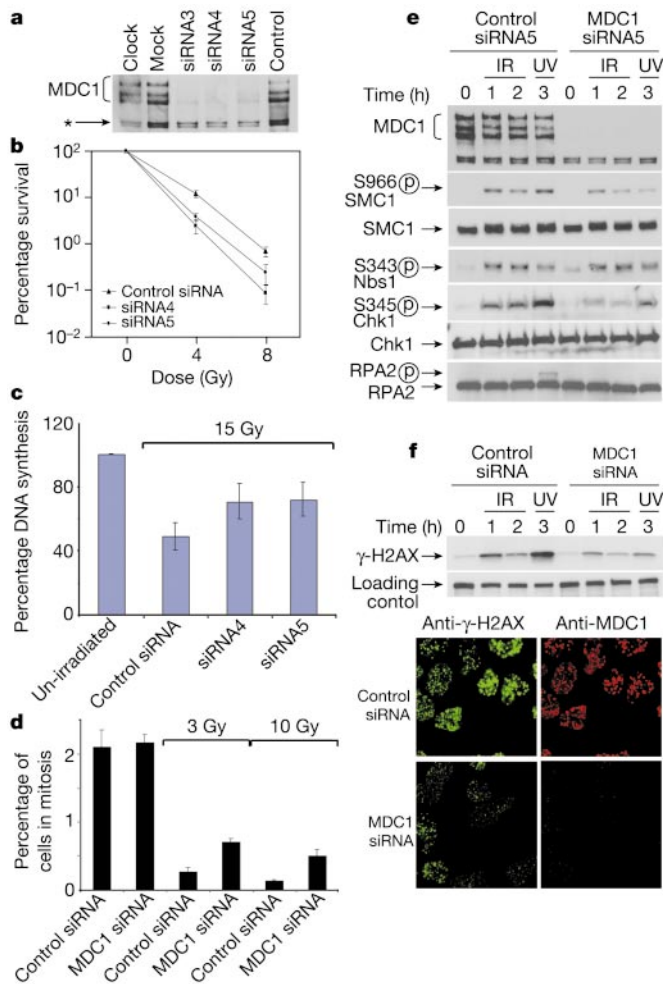 a
Clock
Mock
siRNA3
siRNA4
siRNA5
Control
MDC1
*
b
Percentage survival
10²
10¹
10⁰
10⁻¹
10⁻²
Control siRNA
siRNA4
siRNA5
0
4
8
Dose (Gy)
c
Percentage DNA synthesis
120
80
40
0
15 Gy
Un-irradiated
Control siRNA
siRNA4
siRNA5
d
Percentage of
cells in mitosis
2
1
0
3 Gy
10 Gy
Control siRNA
MDC1 siRNA
Control siRNA
MDC1 siRNA
Control siRNA
MDC1 siRNA
e
Control
siRNA5
MDC1
siRNA5
IR UV IR UV
Time (h) 0 1 2 3 0 1 2 3
MDC1
S966 p
SMC1
SMC1
S343 p
Nbs1
S345 p
Chk1
Chk1
RPA2 p
RPA2
f
Control
siRNA
MDC1
siRNA
IR UV IR UV
Time (h) 0 1 2 3 0 1 2 3
γ-H2AX
Loading
contol
Anti-γ-H2AX Anti-MDC1
Control
siRNA
MDC1
siRNA